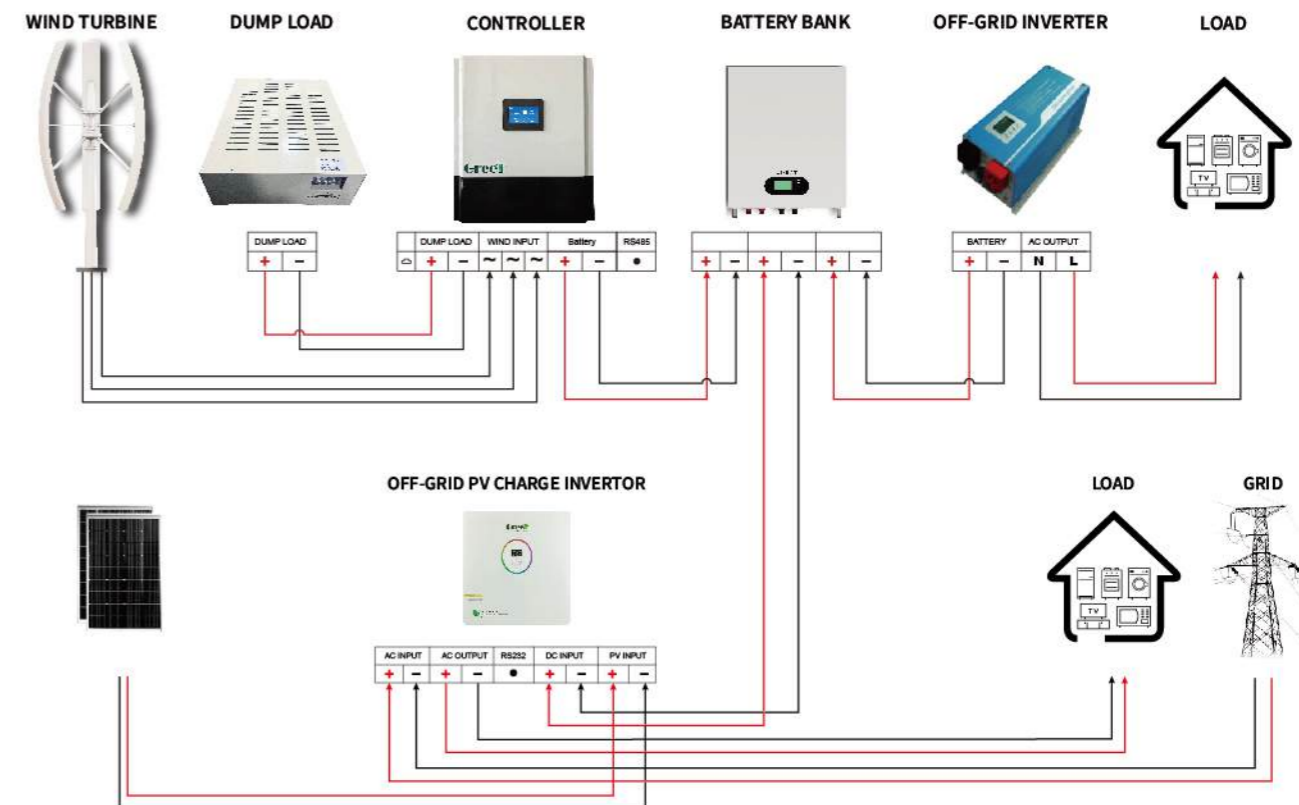 WIND TURBINE DUMP LOAD CONTROLLER BATTERY BANK OFF-GRID INVERTER LOAD
TV
DUMP LOAD
+ −
DUMP LOAD WIND INPUT Battery RS485
+ − ~ ~ ~ + − •
+ − + − + −
BATTERY AC OUTPUT
+ − N L
OFF-GRID PV CHARGE INVERTOR LOAD GRID
TV
AC INPUT AC OUTPUT RS232 DC INPUT PV INPUT
+ − + − • + − + −